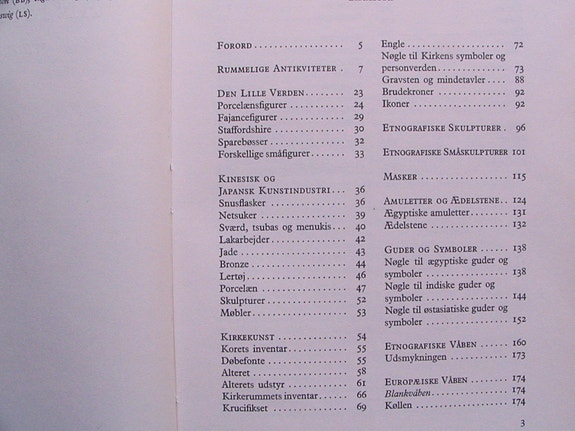 (LS).
FORORD 5
RUMMELIGE ANTIKVITETER . 7
DEN LILLE VERDEN........ 23
Porcelænsfigurer ............ 24
Fajancefigurer .............. 29
Staffordshire ............... 30
Sparebøsser ................ 32
Forskellige småfigurer ........ 33
KINESISK OG
JAPANSK KUNSTINDUSTRI... 36
Snusflasker ................. 36
Netsuker .................. 39
Sværd, tsubas og menukis... 40
Lakarbejder ................ 42
Jade ...................... 43
Bronze .................... 44
Lertøj ..................... 46
Porcelæn .................. 47
Skulpturer ................. 52
Møbler .................... 53
KIRKEKUNST ................ 54
Korets inventar ............. 55
Døbefonte ................. 55
Alteret .................... 58
Alterets udstyr ............. 61
Kirkerummets inventar....... 66
Krucifikset ................. 69
Engle ..................... 72
Nøgle til Kirkens symboler og
personverden ............... 73
Gravsten og mindetavler .... 88
Brudekroner ................ 92
Ikoner ..................... 92
ETNOGRAFISKE SKULPTURER . 96
ETNOGRAFISKE SMÅSKULPTURER 101
MASKER ................... 115
AMULETTER OG ÆDELSTENE.. 124
Ægyptiske amuletter ........ 131
Ædelstene ................. 132
GUDER OG SYMBOLER ...... 138
Nøgle til ægyptiske guder og
symboler .................. 138
Nøgle til indiske guder og
symboler .................. 144
Nøgle til østasiatiske guder og
symboler .................. 152
ETNOGRAFISKE VÅBEN ...... 160
Udsmykningen ............. 173
EUROPÆISKE VÅBEN ....... 174
Blankvåben ................. 174
Køllen .................... 174
3